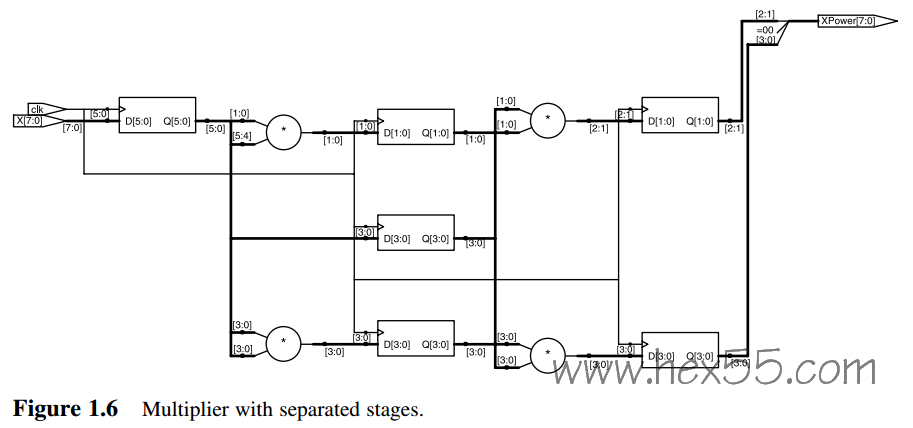 [2:1]
XPower[7:0]
=00
[3:0]
clk
X[7:0]
[7:0]
[5:0]
D[5:0] Q[5:0]
[5:0]
[1:0]
[5:4]
*
[1:0]
[1:0]
D[1:0] Q[1:0]
[1:0]
[1:0]
[1:0]
*
[2:1]
[2:1]
D[1:0] Q[1:0]
[2:1]
[3:0]
D[3:0] Q[3:0]
[3:0]
[3:0]
[3:0]
*
[3:0]
[3:0]
D[3:0] Q[3:0]
[3:0]
[3:0]
[3:0]
*
[3:0]
[3:0]
D[3:0] Q[3:0]
[3:0]
www.hex55.com
Figure 1.6 Multiplier with separated stages.